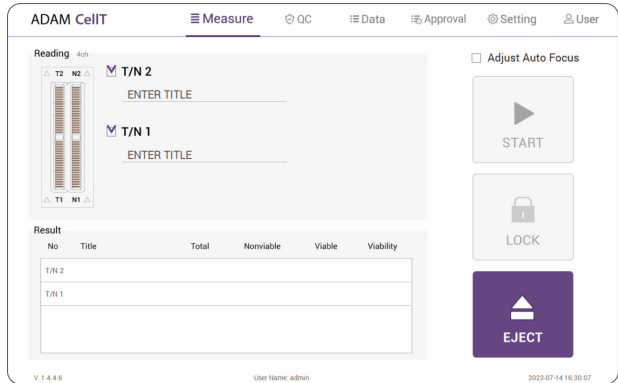 ADAM CellT Measure QC Data Approval Setting User
Reading 4ch
T2 N2
T/N 2
ENTER TITLE
T/N 1
ENTER TITLE
T1 N1
Adjust Auto Focus
START
LOCK
EJECT
Result
No Title Total Nonviable Viable Viability
T/N 2
T/N 1
V. 1.4.4.6 User Name: admin 2023-07-14 16:30:07